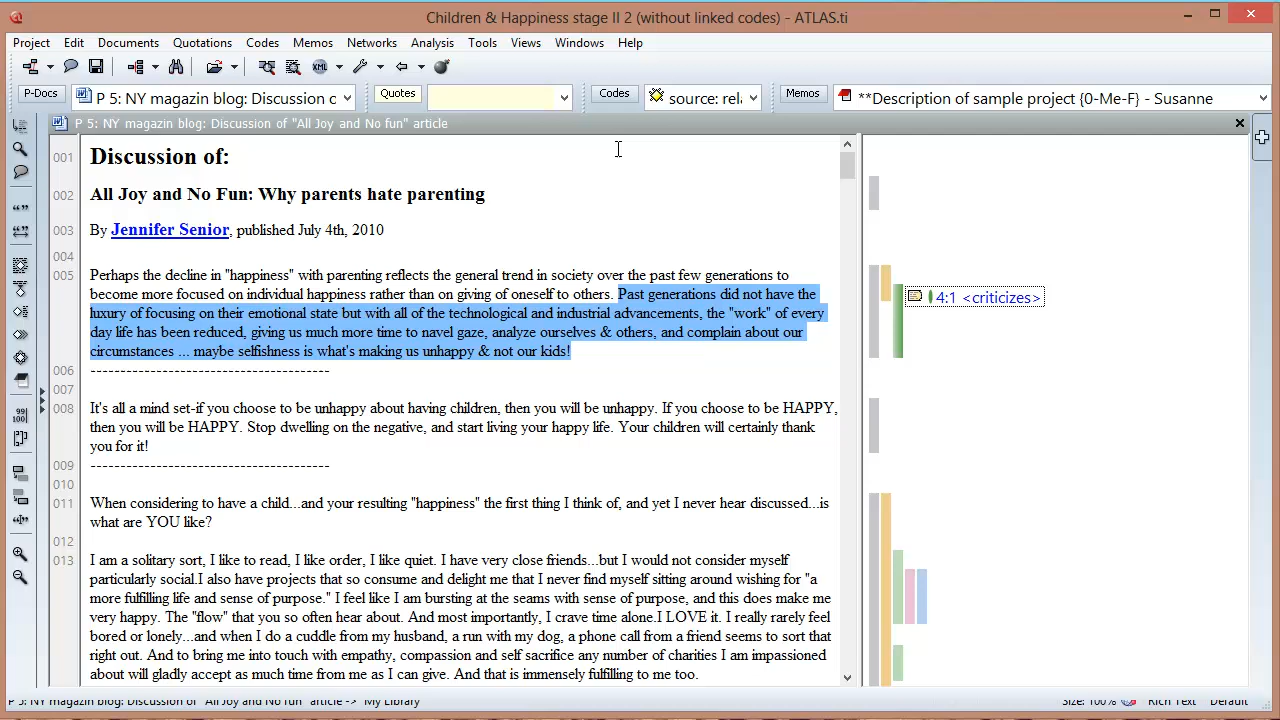 Children & Happiness stage II 2 (without linked codes) - ATLAS.ti
Project Edit Documents Quotations Codes Memos Networks Analysis Tools Views Windows Help
P-Docs P 5: NY magazin blog: Discussion c Quotes Codes source: rel Memos **Description of sample project {0-Me-F} - Susanne
P 5: NY magazin blog: Discussion of "All Joy and No fun" article
001 Discussion of:
002 All Joy and No Fun: Why parents hate parenting
003 By Jennifer Senior, published July 4th, 2010
004
005 Perhaps the decline in "happiness" with parenting reflects the general trend in society over the past few generations to
become more focused on individual happiness rather than on giving of oneself to others. Past generations did not have the
4:1 <criticizes>
luxury of focusing on their emotional state but with all of the technological and industrial advancements, the "work" of every
day life has been reduced, giving us much more time to navel gaze, analyze ourselves & others, and complain about our
circumstances ... maybe selfishness is what's making us unhappy & not our kids!
006 ----------------------------------------
007
008 It's all a mind set-if you choose to be unhappy about having children, then you will be unhappy. If you choose to be HAPPY,
then you will be HAPPY. Stop dwelling on the negative, and start living your happy life. Your children will certainly thank
you for it!
009 ----------------------------------------
010
011 When considering to have a child...and your resulting "happiness" the first thing I think of, and yet I never hear discussed...is
what are YOU like?
012
013 I am a solitary sort, I like to read, I like order, I like quiet. I have very close friends...but I would not consider myself
particularly social.I also have projects that so consume and delight me that I never find myself sitting around wishing for "a
more fulfilling life and sense of purpose." I feel like I am bursting at the seams with sense of purpose, and this does make me
very happy. The "flow" that you so often hear about. And most importantly, I crave time alone.I LOVE it. I really rarely feel
bored or lonely...and when I do a cuddle from my husband, a run with my dog, a phone call from a friend seems to sort that
right out. And to bring me into touch with empathy, compassion and self sacrifice any number of charities I am impassioned
about will gladly accept as much time from me as I can give. And that is immensely fulfilling to me too.
P 5: NY magazin blog: Discussion of "All Joy and No fun" article -> My Library Size: 100% Rich Text Default